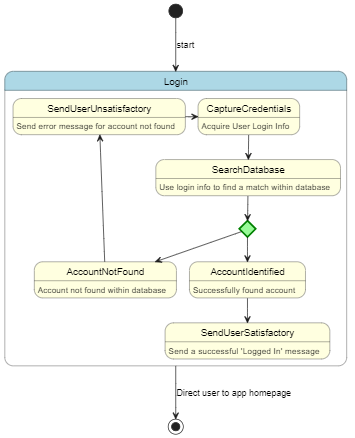 start
Login
SendUserUnsatisfactory
Send error message for account not found
CaptureCredentials
Acquire User Login Info
SearchDatabase
Use login info to find a match within database
AccountNotFound
Account not found within database
AccountIdentified
Successfully found account
SendUserSatisfactory
Send a successful 'Logged In' message
Direct user to app homepage